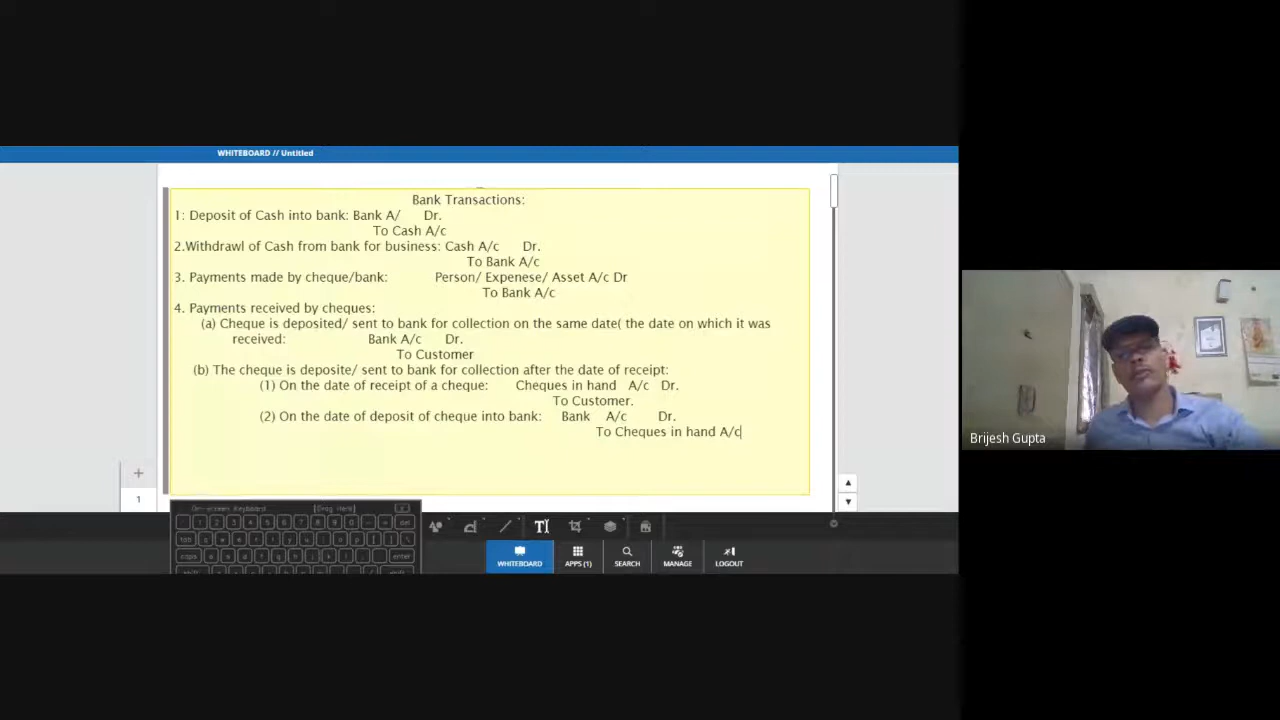 WHITEBOARD // Untitled
Bank Transactions:
1: Deposit of Cash into bank: Bank A/ Dr.
To Cash A/c
2.Withdrawl of Cash from bank for business: Cash A/c Dr.
To Bank A/c
3. Payments made by cheque/bank: Person/ Expenese/ Asset A/c Dr
To Bank A/c
4. Payments received by cheques:
(a) Cheque is deposited/ sent to bank for collection on the same date( the date on which it was
received: Bank A/c Dr.
To Customer
(b) The cheque is deposite/ sent to bank for collection after the date of receipt:
(1) On the date of receipt of a cheque: Cheques in hand A/c Dr.
To Customer.
(2) On the date of deposit of cheque into bank: Bank A/c Dr.
To Cheques in hand A/c
Brijesh Gupta
1
On-screen Keyboard [Drag Here]
WHITEBOARD APPS (1) SEARCH MANAGE LOGOUT